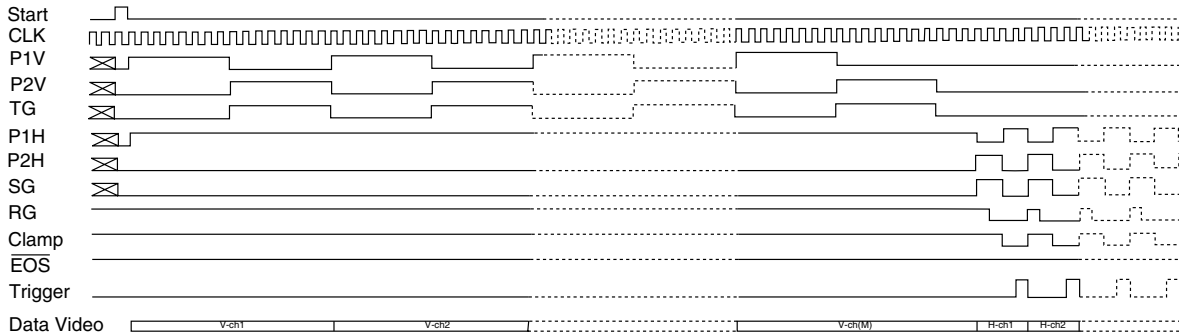 Start
CLK
P1V
P2V
TG
P1H
P2H
SG
RG
Clamp
EOS
Trigger
Data Video V-ch1 V-ch2 V-ch(M) H-ch1 H-ch2